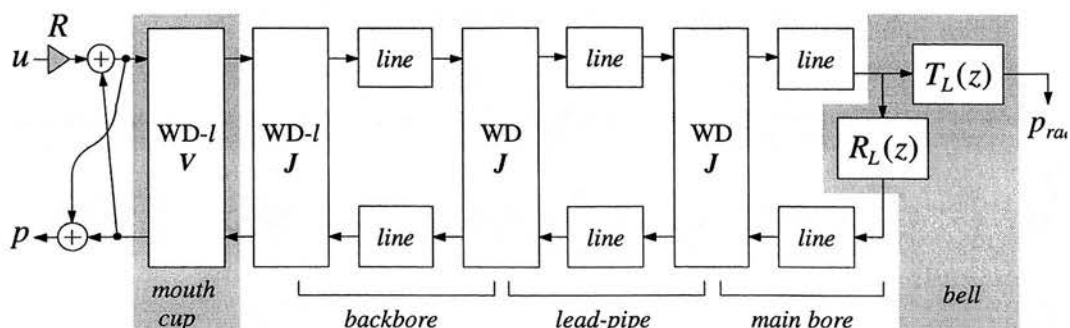 R
u
+
line
line
line
T_L(z)
WD-l
V
WD-l
J
WD
J
WD
J
R_L(z)
p_rad
p
+
line
line
line
mouth
cup
backbore
lead-pipe
main bore
bell